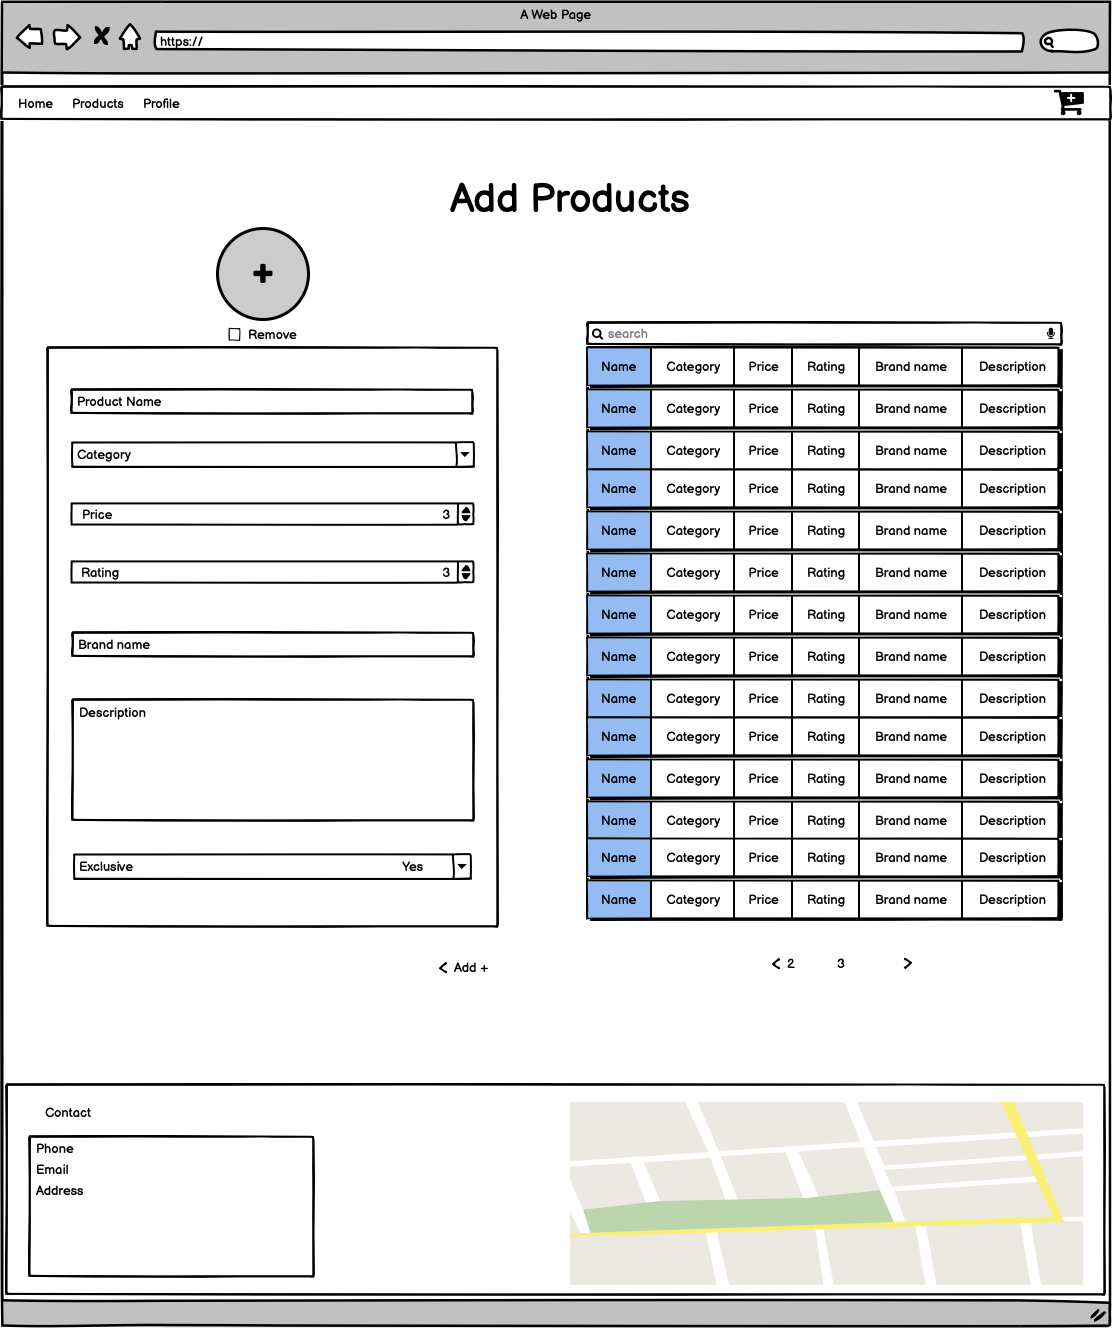 A Web Page
https://
Home Products Profile
Add Products
Remove
Product Name
Category
Price 3
Rating 3
Brand name
Description
Exclusive Yes
Add +
search
Name Category Price Rating Brand name Description
Name Category Price Rating Brand name Description
Name Category Price Rating Brand name Description
Name Category Price Rating Brand name Description
Name Category Price Rating Brand name Description
Name Category Price Rating Brand name Description
Name Category Price Rating Brand name Description
Name Category Price Rating Brand name Description
Name Category Price Rating Brand name Description
Name Category Price Rating Brand name Description
Name Category Price Rating Brand name Description
Name Category Price Rating Brand name Description
Name Category Price Rating Brand name Description
Name Category Price Rating Brand name Description
2 3
Contact
Phone
Email
Address